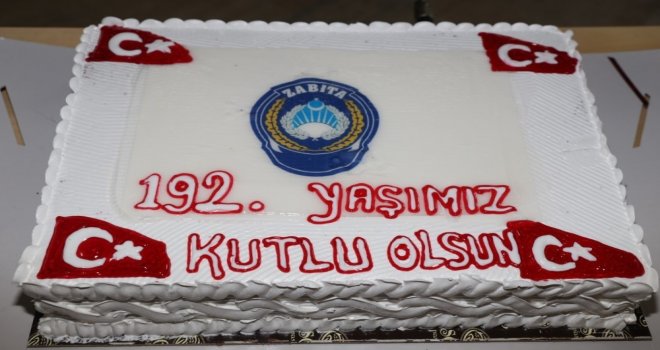 ZABITA
192. YAŞIMIZ
KUTLU OLSUN